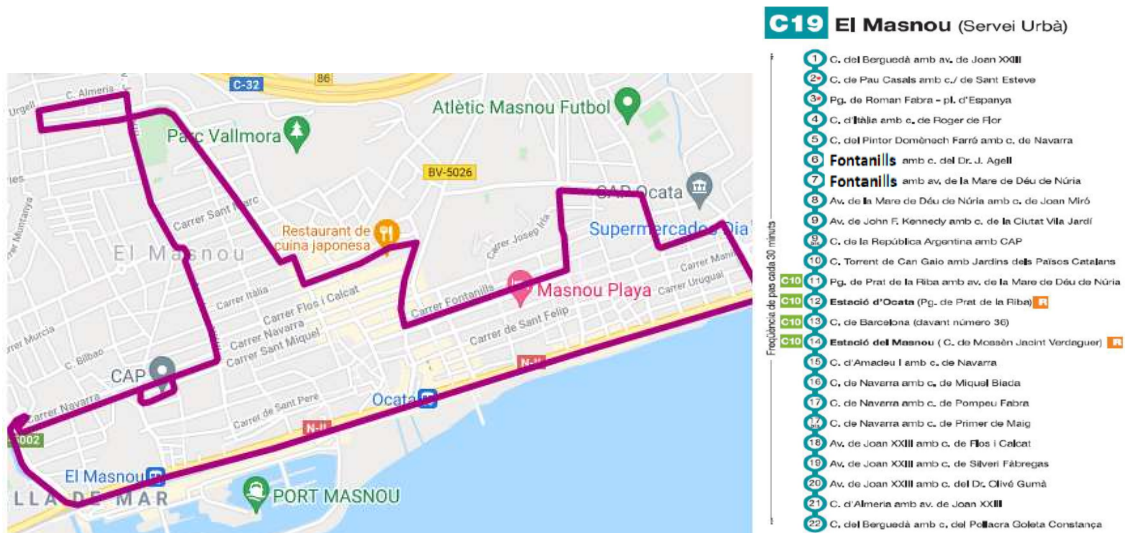 C19 El Masnou (Servei Urbà)
Freqüència de pas cada 30 minuts
1 C. del Berguedà amb av. de Joan XXIII
2 C. de Pau Casals amb c./ de Sant Esteve
3 Pg. de Roman Fabra - pl. d'Espanya
4 C. d'Itàlia amb c. de Roger de Flor
5 C. del Pintor Domènech Farré amb c. de Navarra
6 Fontanills amb c. del Dr. J. Agell
7 Fontanills amb av. de la Mare de Déu de Núria
8 Av. de la Mare de Déu de Núria amb c. de Joan Miró
9 Av. de John F. Kennedy amb c. de la Ciutat Vila Jardí
9 C. de la República Argentina amb CAP
10 C. Torrent de Can Gaio amb Jardins dels Països Catalans
C10 11 Pg. de Prat de la Riba amb av. de la Mare de Déu de Núria
C10 12 Estació d'Ocata (Pg. de Prat de la Riba) R
C10 13 C. de Barcelona (davant número 36)
C10 14 Estació del Masnou ( C. de Mossèn Jacint Verdaguer) R
15 C. d'Amadeu I amb c. de Navarra
16 C. de Navarra amb c. de Miquel Biada
17 C. de Navarra amb c. de Pompeu Fabra
17 C. de Navarra amb c. de Primer de Maig
18 Av. de Joan XXIII amb c. de Flos i Calcat
19 Av. de Joan XXIII amb c. de Silveri Fàbregas
20 Av. de Joan XXIII amb c. del Dr. Olivé Gumà
21 C. d'Almeria amb av. de Joan XXIII
22 C. del Berguedà amb c. del Pollacra Goleta Constança
C-32
86
Urgell
C. Almeria
Atlètic Masnou Futbol
Parc Vallmora
BV-5026
CAP Ocata
Carrer Sant Marc
Restaurant de
cuina japonesa
Carrer Josep Iria
Supermercados Dia
El Masnou
Carrer Itàlia
Carrer Fontanills
Masnou Playa
Carrer Uruguai
Carrer Flos i Calcat
Carrer Navarra
Carrer Sant Miquel
Carrer de Sant Felip
C. Bilbao
CAP
N-II
Carrer Navarra
Ocata
Carrer de Sant Pere
N-II
5002
El Masnou
LLA DE MAR
PORT MASNOU